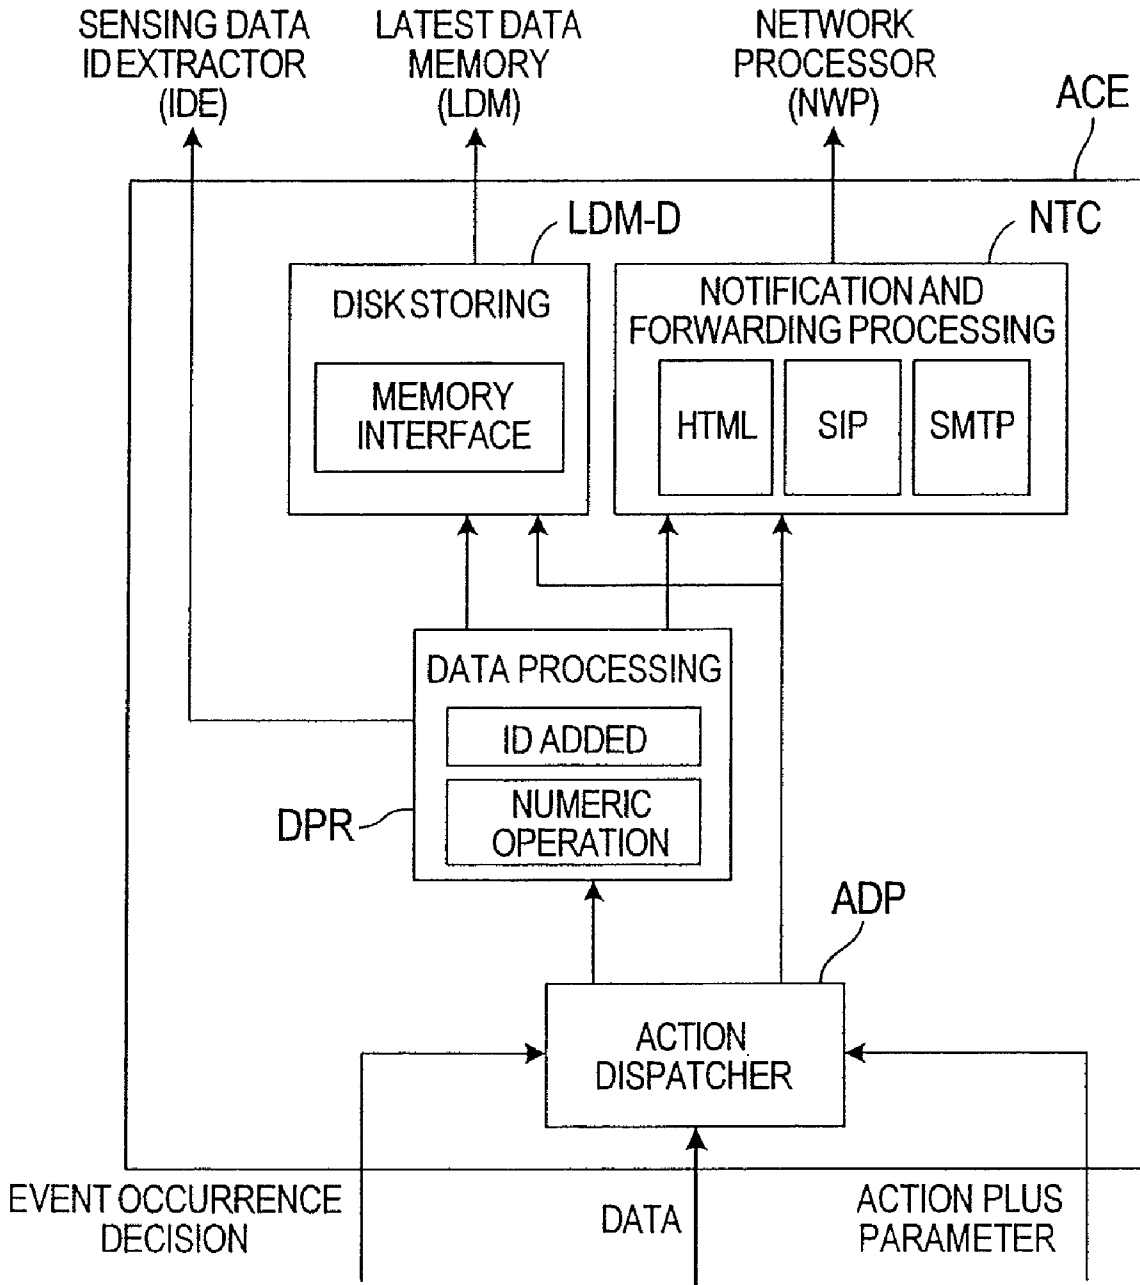 SENSING DATA
ID EXTRACTOR
(IDE)
LATEST DATA
MEMORY
(LDM)
NETWORK
PROCESSOR
(NWP)
ACE
LDM-D
NTC
DISK STORING
MEMORY
INTERFACE
NOTIFICATION AND
FORWARDING PROCESSING
HTML
SIP
SMTP
DATA PROCESSING
ID ADDED
NUMERIC
OPERATION
DPR
ADP
ACTION
DISPATCHER
EVENT OCCURRENCE
DECISION
DATA
ACTION PLUS
PARAMETER